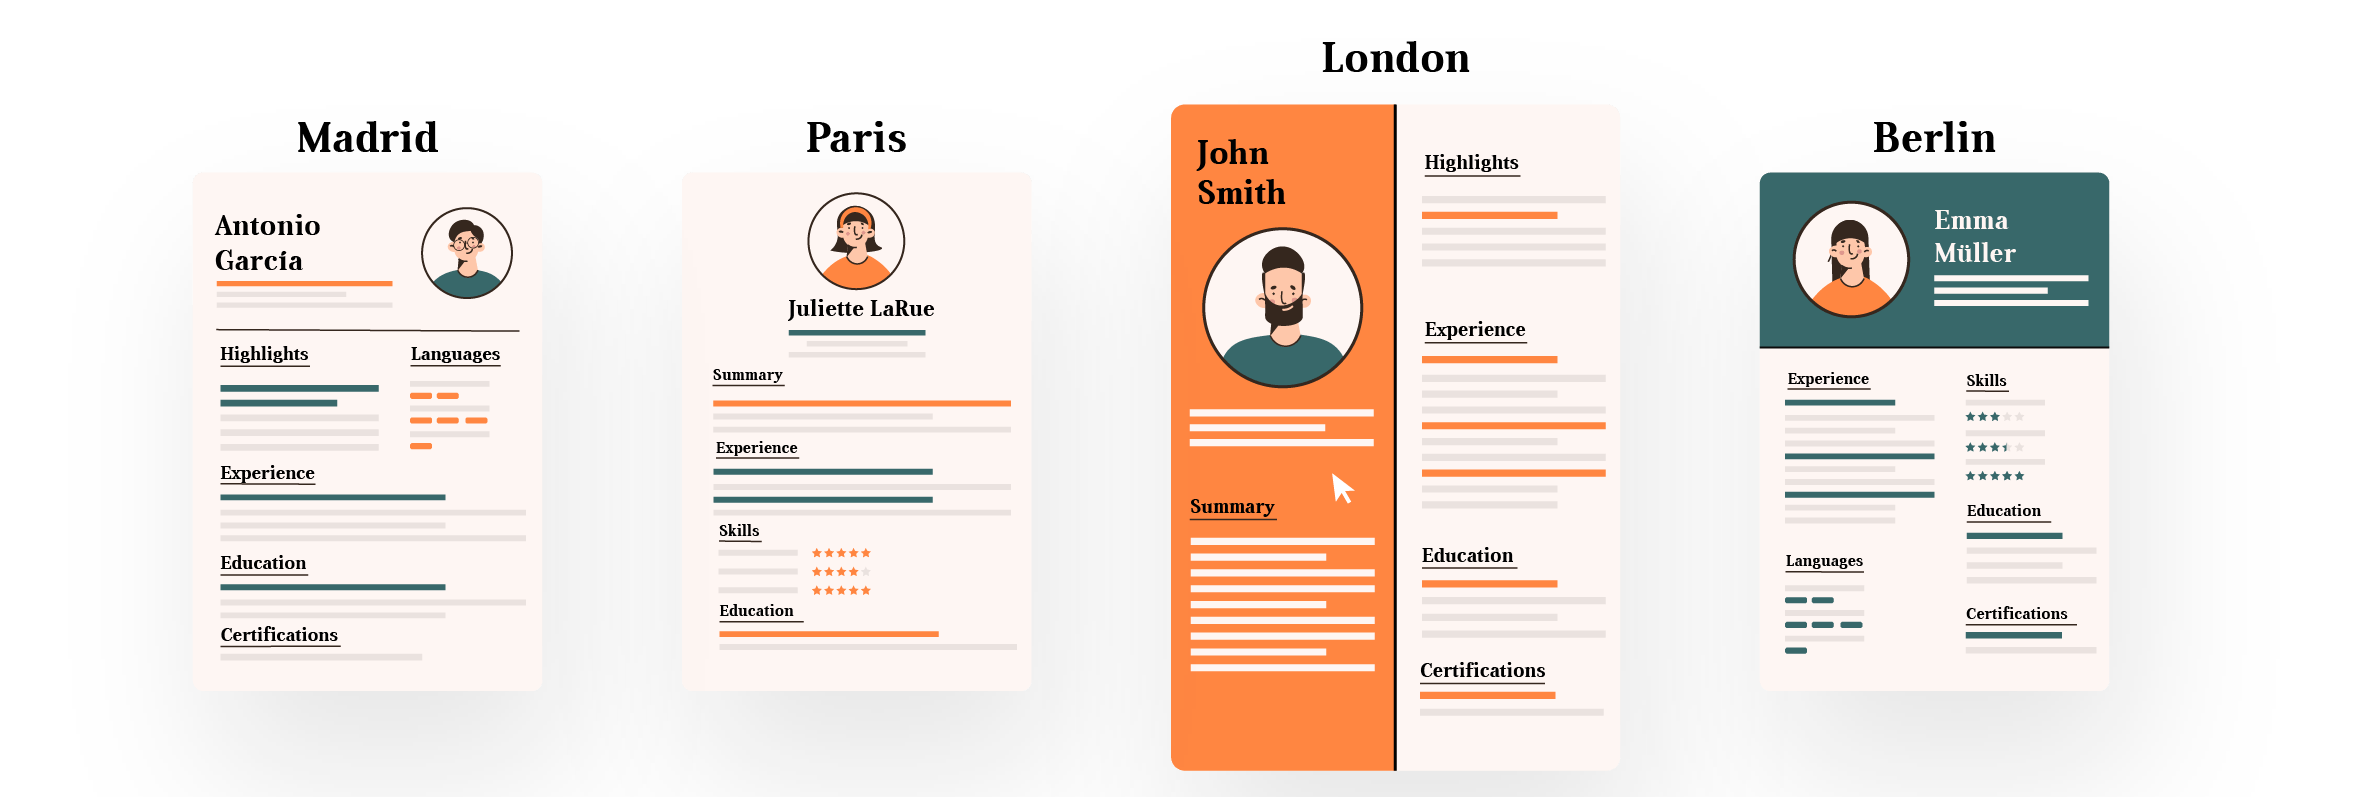 Madrid
Antonio
García
Highlights
Languages
Experience
Education
Certifications
Paris
Juliette LaRue
Summary
Experience
Skills
Education
London
John
Smith
Summary
Highlights
Experience
Education
Certifications
Berlin
Emma
Müller
Experience
Languages
Skills
Education
Certifications